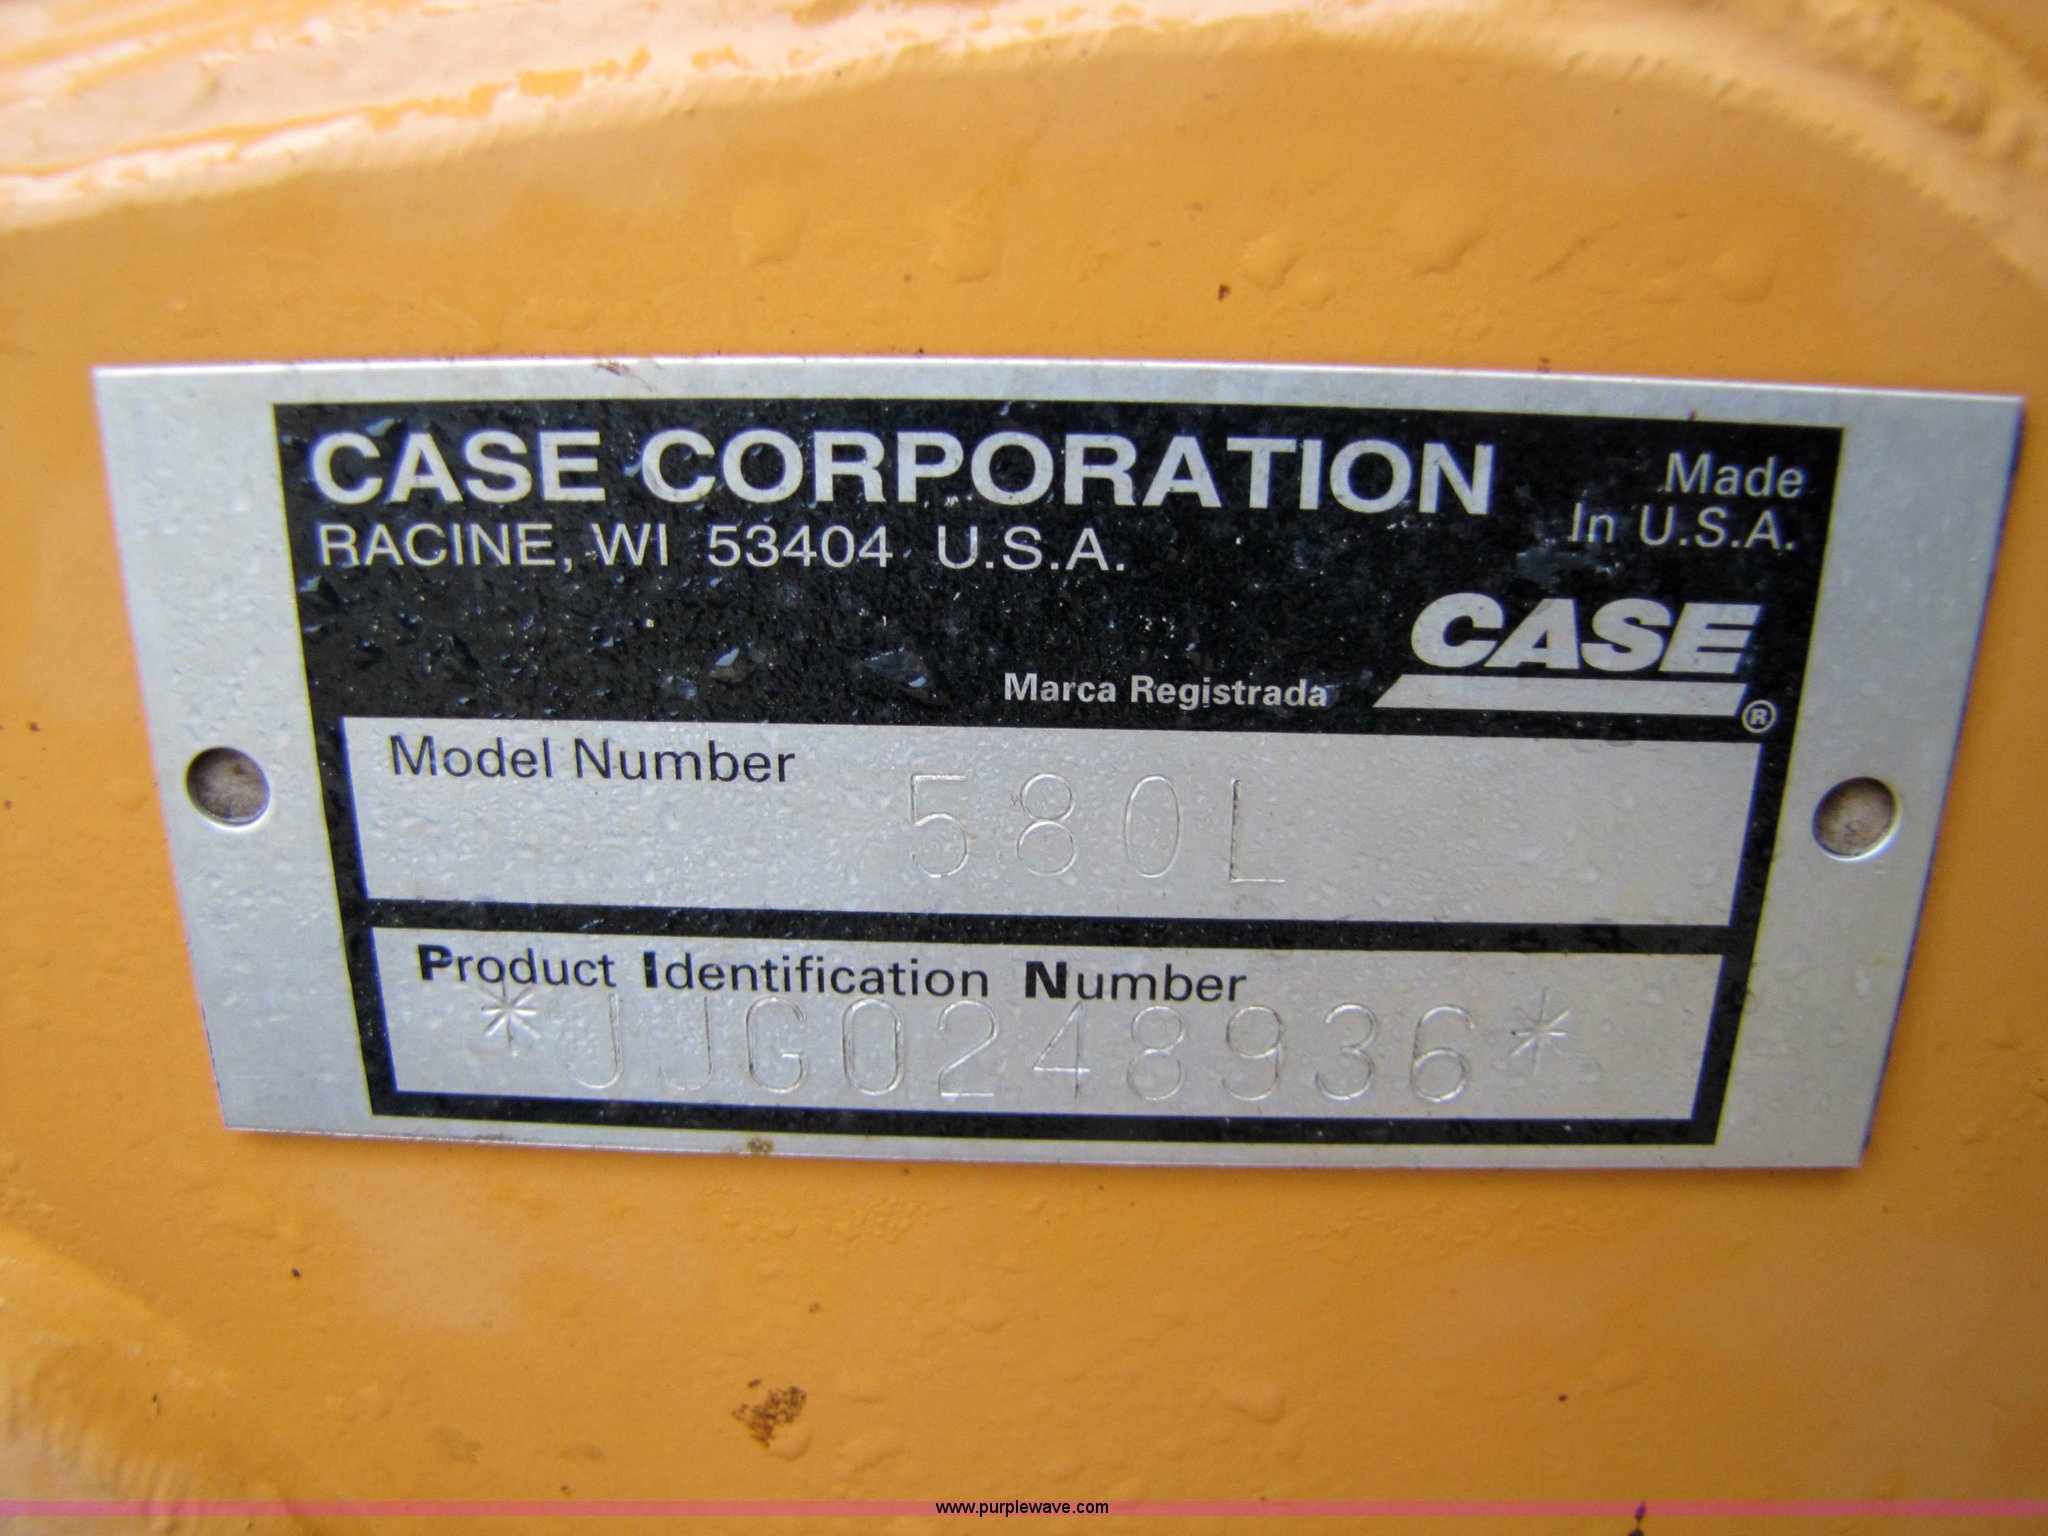 CASE CORPORATION
RACINE, WI 53404 U.S.A.
Made
In U.S.A.
CASE
Marca Registrada
®
Model Number
580L
Product Identification Number
*JJG0248936*
www.purplewave.com